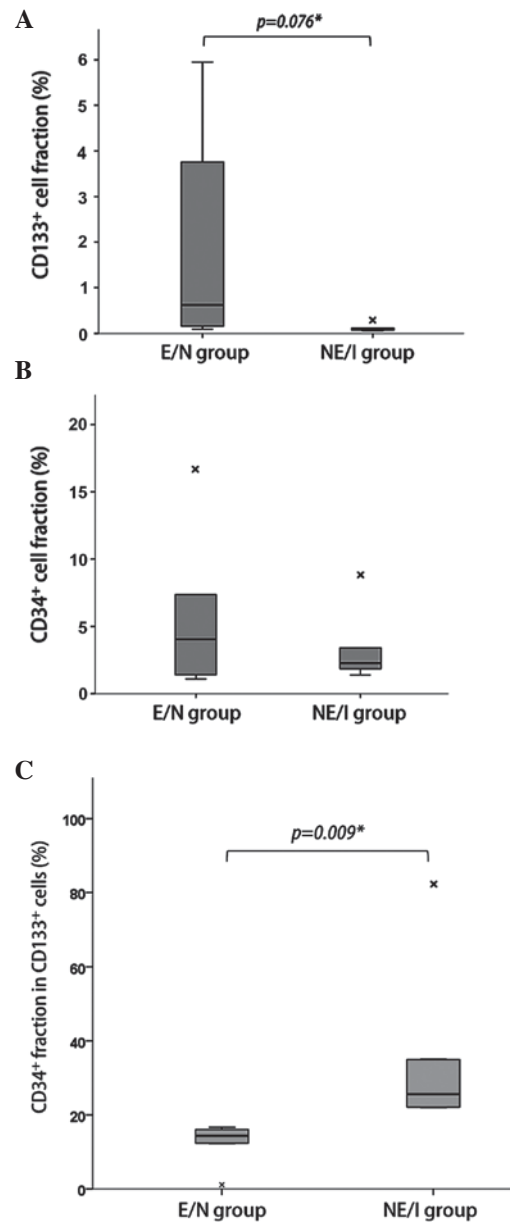 A
p=0.076*
CD133+ cell fraction (%)
6
5
4
3
2
1
0
E/N group
NE/I group
B
CD34+ cell fraction (%)
20
15
10
5
0
E/N group
NE/I group
C
p=0.009*
CD34+ fraction in CD133+ cells (%)
100
80
60
40
20
0
E/N group
NE/I group